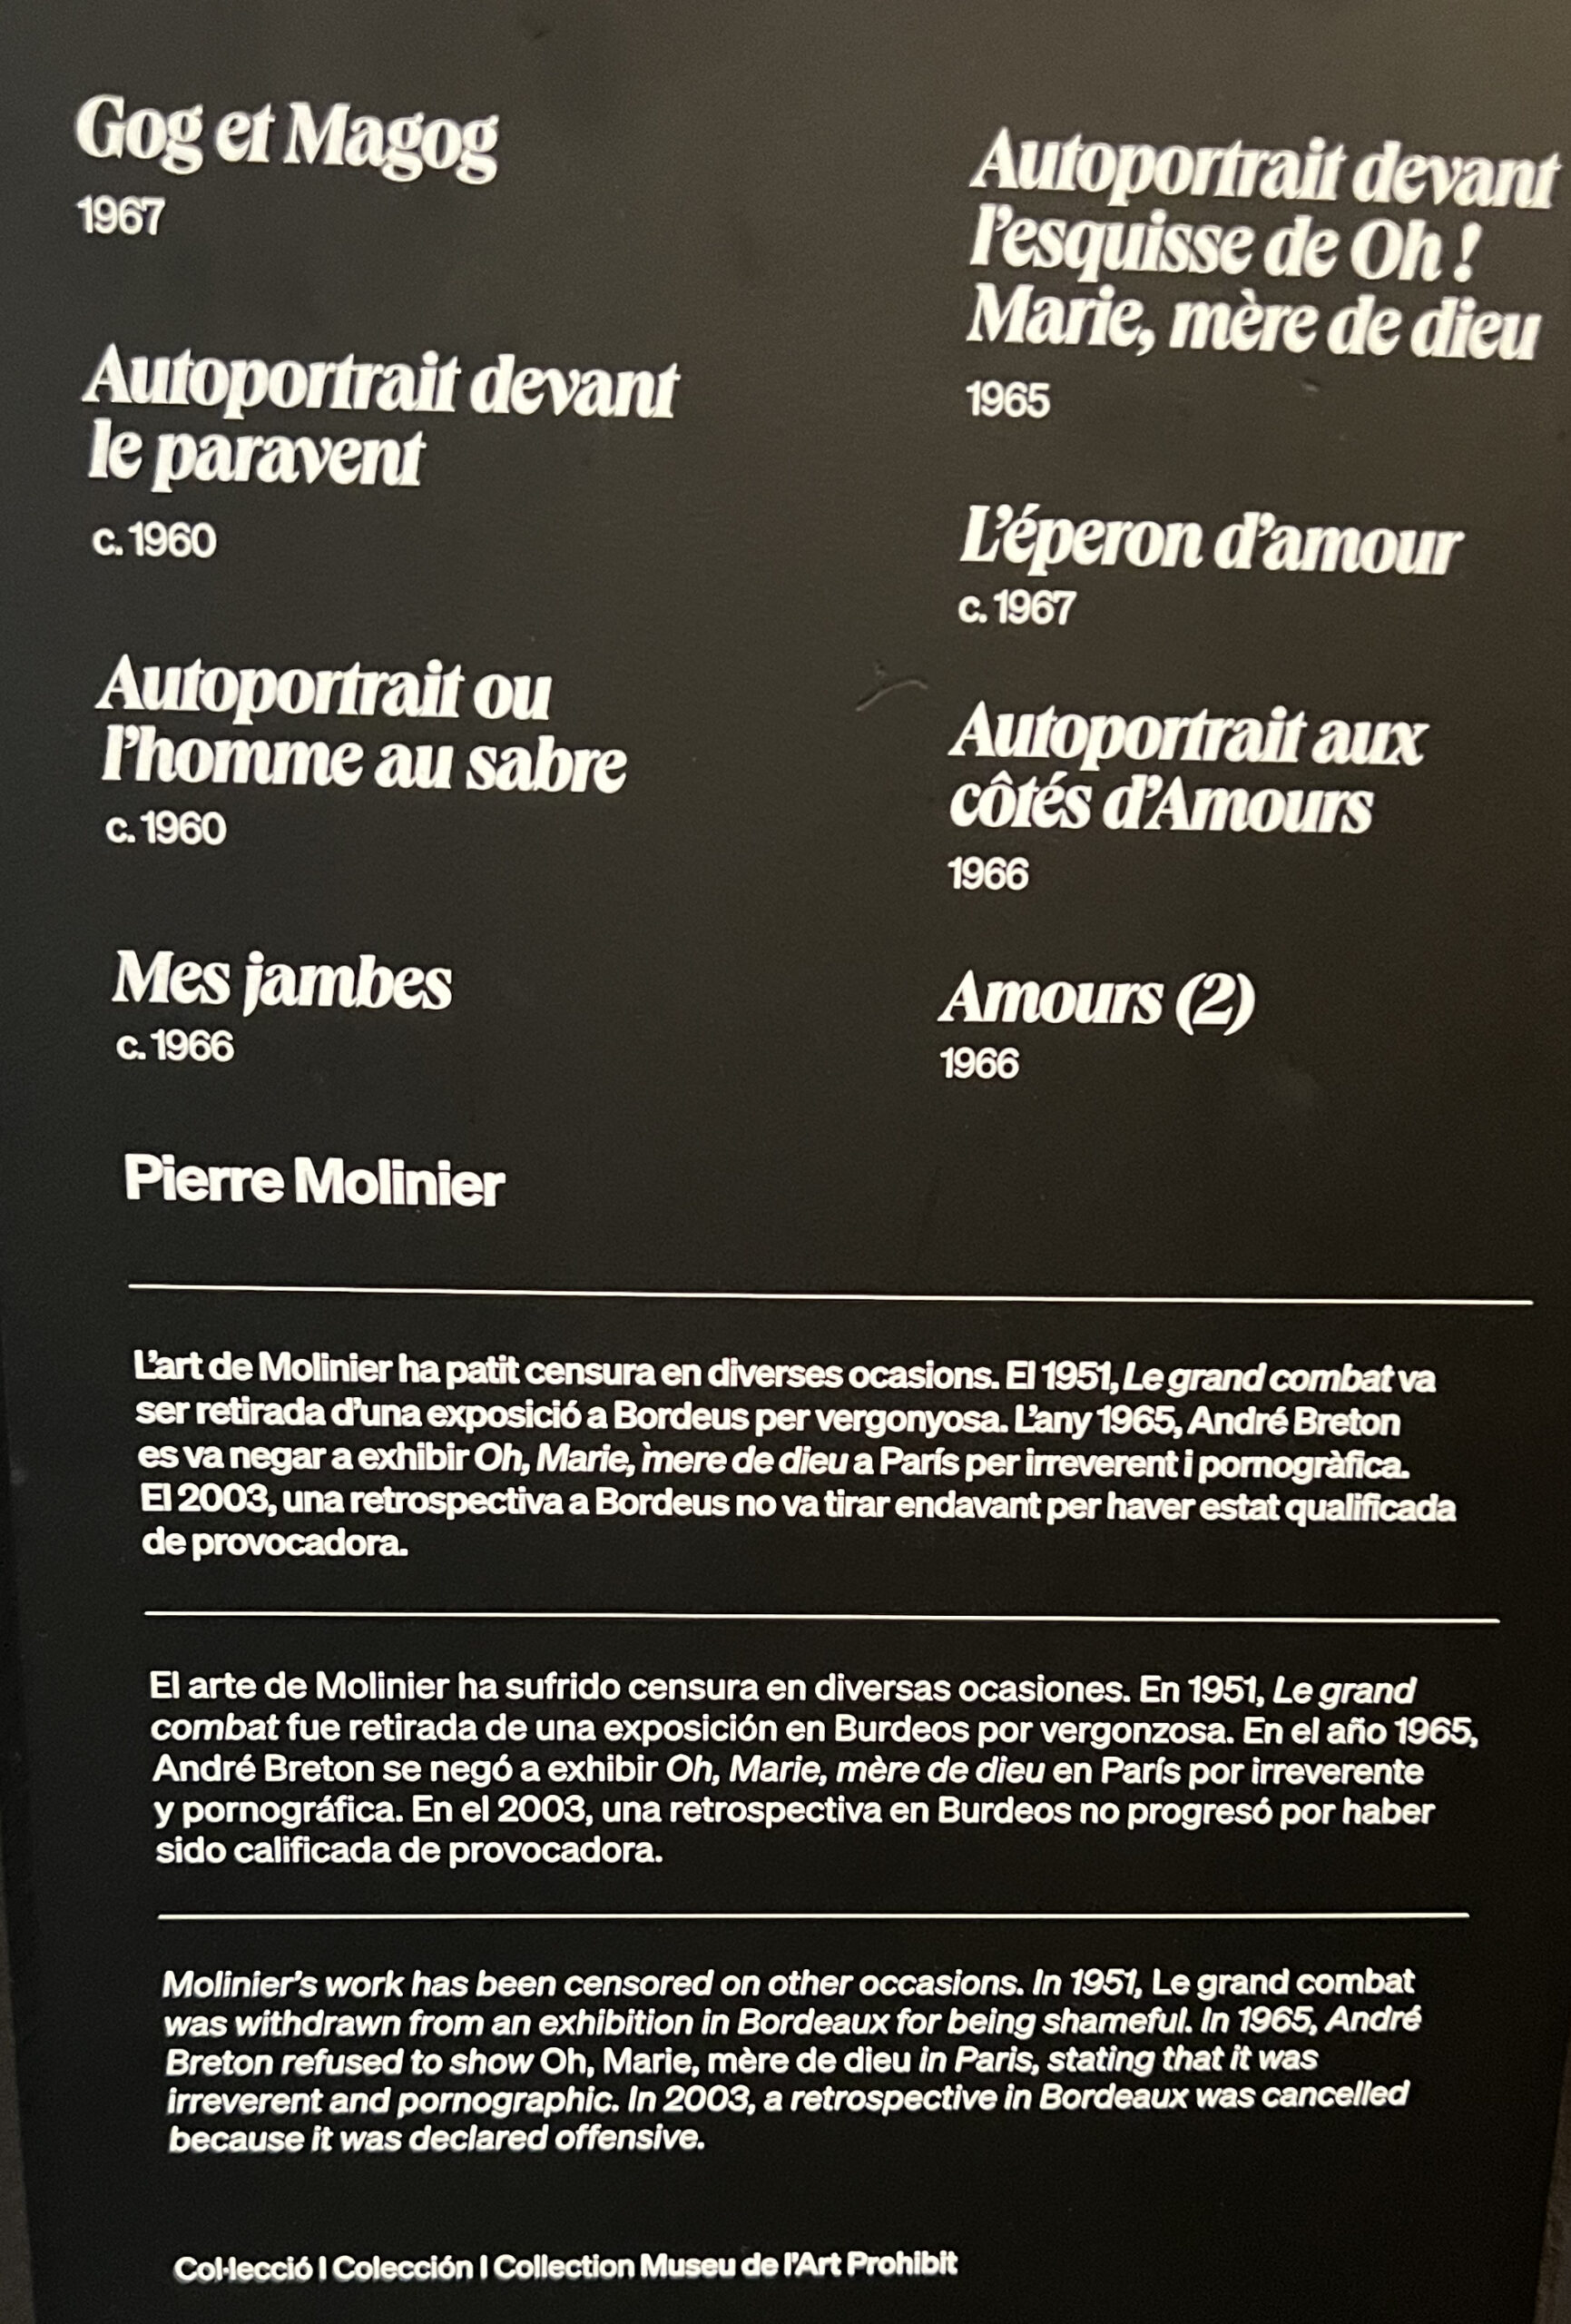 Gog et Magog
1967
Autoportrait devant
le paravent
c. 1960
Autoportrait ou
l'homme au sabre
c. 1960
Mes jambes
c. 1966
Pierre Molinier
Autoportrait devant
l'esquisse de Oh !
Marie, mère de dieu
1965
L'éperon d'amour
c. 1967
Autoportrait aux
côtés d'Amours
1966
Amours (2)
1966
L'art de Molinier ha patit censura en diverses ocasions. El 1951, Le grand combat va
ser retirada d'una exposició a Bordeus per vergonyosa. L'any 1965, André Breton
es va negar a exhibir Oh, Marie, ̀mere de dieu a París per irreverent i pornogràfica.
El 2003, una retrospectiva a Bordeus no va tirar endavant per haver estat qualificada
de provocadora.
El arte de Molinier ha sufrido censura en diversas ocasiones. En 1951, Le grand
combat fue retirada de una exposición en Burdeos por vergonzosa. En el año 1965,
André Breton se negó a exhibir Oh, Marie, mère de dieu en París por irreverente
y pornográfica. En el 2003, una retrospectiva en Burdeos no progresó por haber
sido calificada de provocadora.
Molinier's work has been censored on other occasions. In 1951, Le grand combat
was withdrawn from an exhibition in Bordeaux for being shameful. In 1965, André
Breton refused to show Oh, Marie, mère de dieu in Paris, stating that it was
irreverent and pornographic. In 2003, a retrospective in Bordeaux was cancelled
because it was declared offensive.
Col·lecció | Colección | Collection Museu de l'Art Prohibit